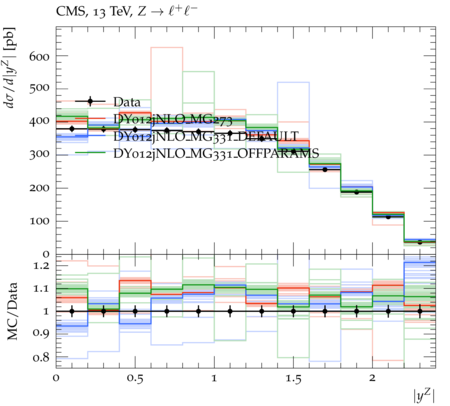 CMS, 13 TeV, Z → ℓ⁺ℓ⁻
dσ/d|y^Z| [pb]
600
500
400
300
200
100
0
Data
DY012jNLO_MG273
DY012jNLO_MG331_DEFAULT
DY012jNLO_MG331_OFFPARAMS
MC/Data
1.2
1.1
1
0.9
0.8
0 0.5 1 1.5 2
|y^Z|